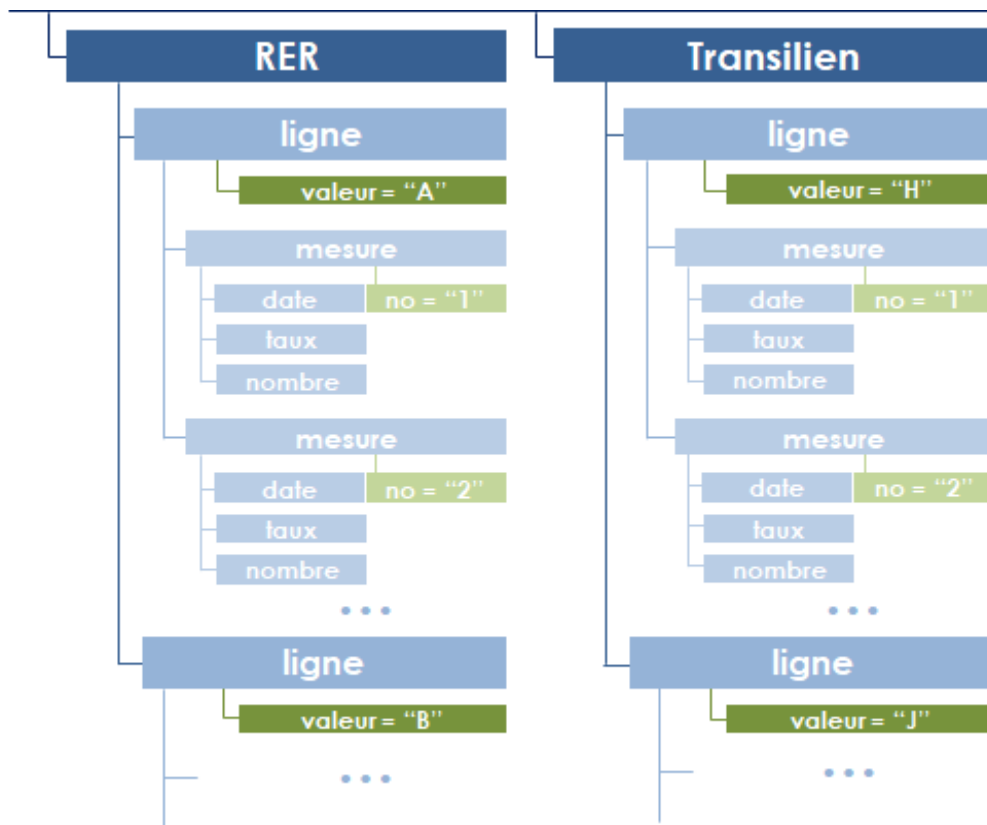 RER
ligne
valeur = “A”
mesure
date
no = “1”
taux
nombre
mesure
date
no = “2”
taux
nombre
...
ligne
valeur = “B”
...
Transilien
ligne
valeur = “H”
mesure
date
no = “1”
taux
nombre
mesure
date
no = “2”
taux
nombre
...
ligne
valeur = “J”
...